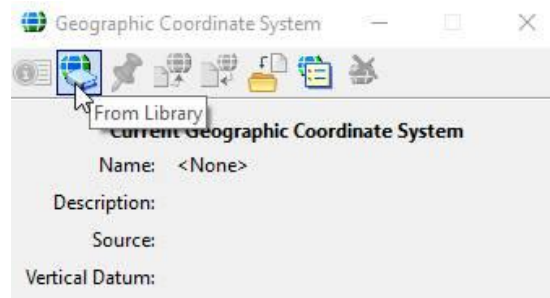 Geographic Coordinate System
From Library
Current Geographic Coordinate System
Name: <None>
Description:
Source:
Vertical Datum: